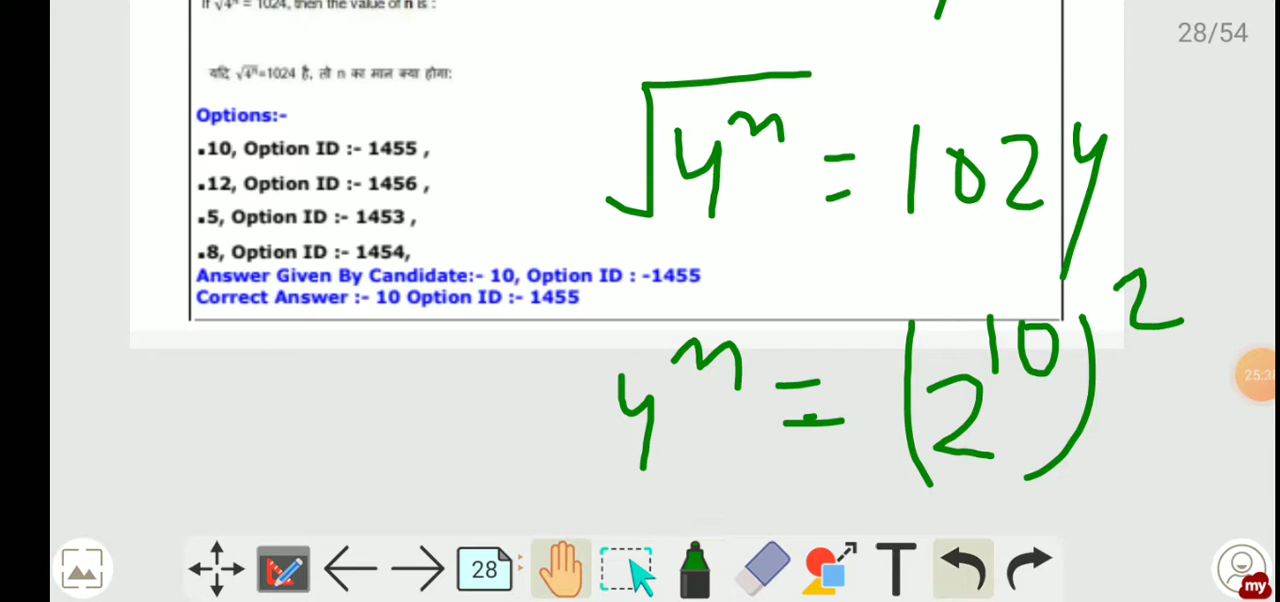 If √4ⁿ = 1024, then the value of n is :
28/54
यदि √4ⁿ=1024 है, तो n का मान क्या होगा:
√4ⁿ = 1024
Options:-
.10, Option ID :- 1455 ,
.12, Option ID :- 1456 ,
.5, Option ID :- 1453 ,
.8, Option ID :- 1454,
Answer Given By Candidate:- 10, Option ID : -1455
Correct Answer :- 10 Option ID :- 1455
4ⁿ = (2¹⁰)²
28
T
my